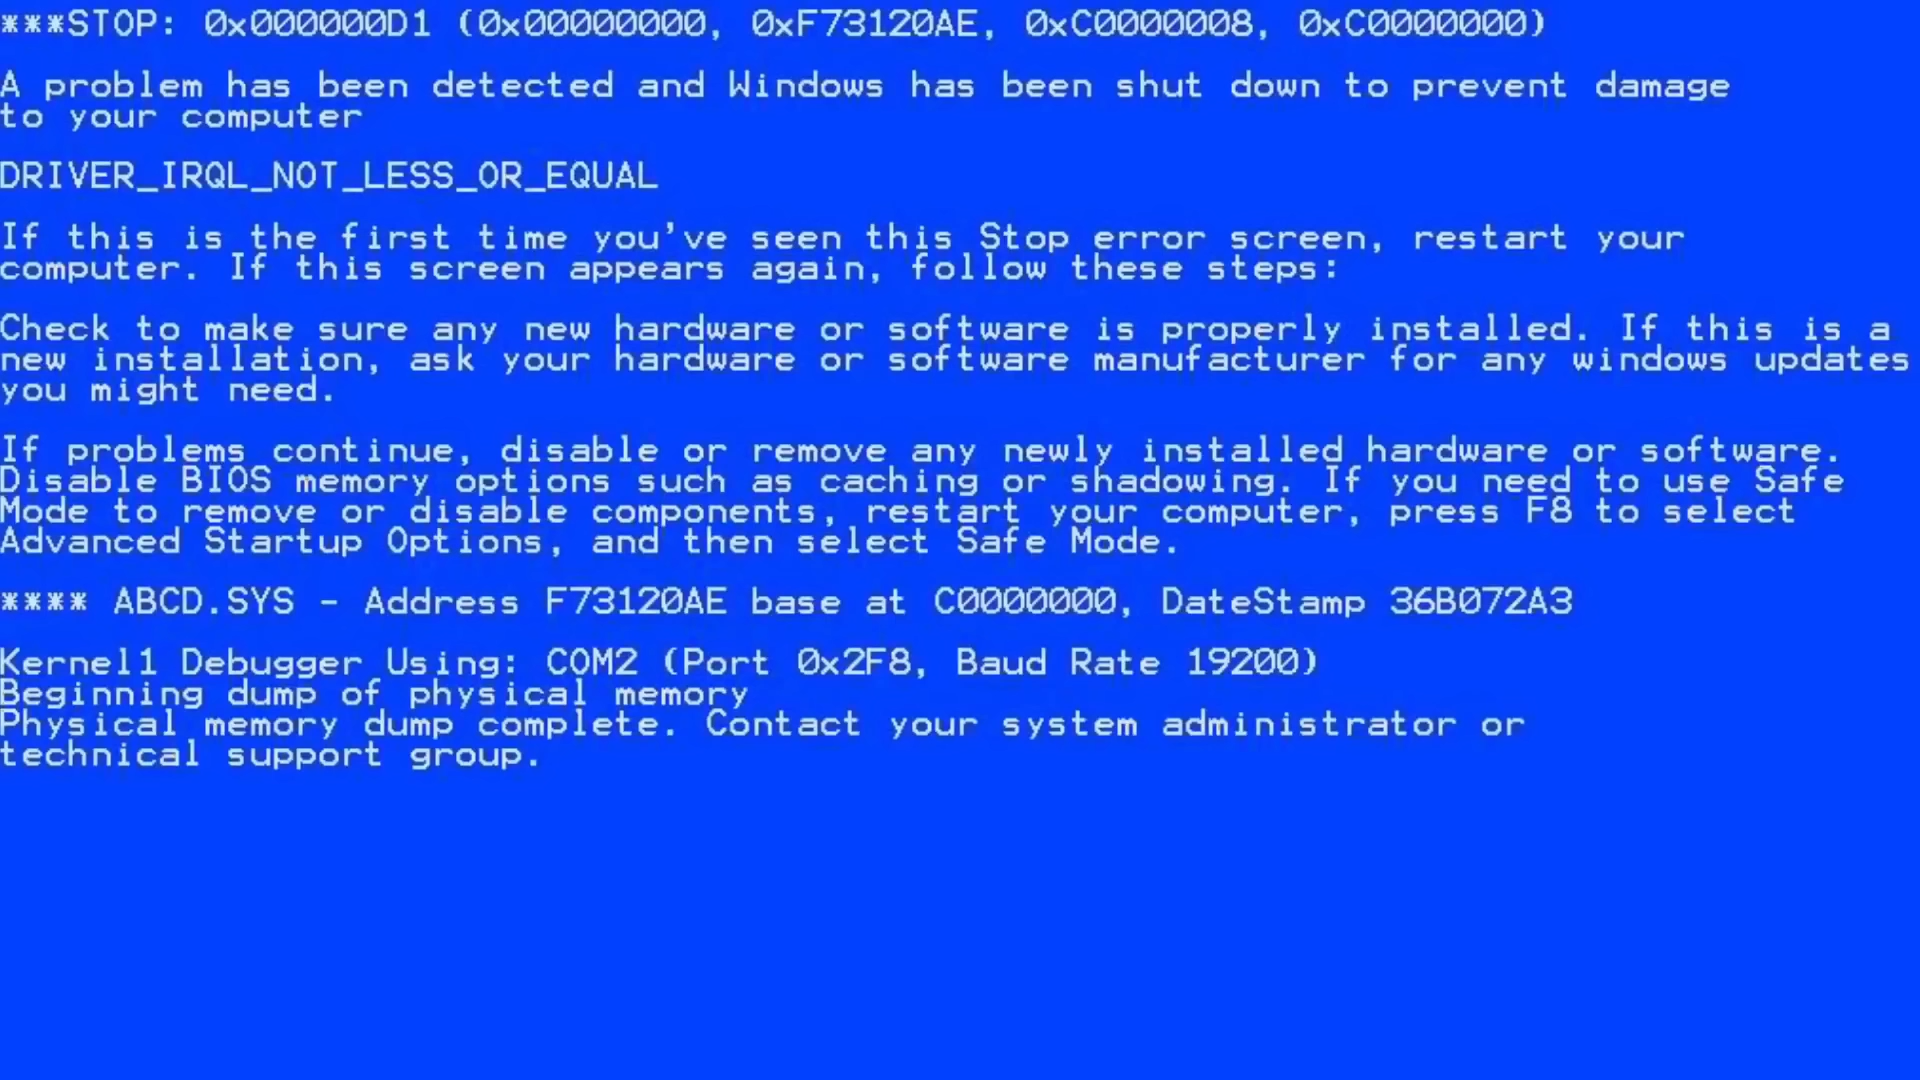 ***STOP: 0x000000D1 (0x00000000, 0xF73120AE, 0xC0000008, 0xC0000000)
A problem has been detected and Windows has been shut down to prevent damage
to your computer
DRIVER_IRQL_NOT_LESS_OR_EQUAL
If this is the first time you've seen this Stop error screen, restart your
computer. If this screen appears again, follow these steps:
Check to make sure any new hardware or software is properly installed. If this is a
new installation, ask your hardware or software manufacturer for any windows updates
you might need.
If problems continue, disable or remove any newly installed hardware or software.
Disable BIOS memory options such as caching or shadowing. If you need to use Safe
Mode to remove or disable components, restart your computer, press F8 to select
Advanced Startup Options, and then select Safe Mode.
**** ABCD.SYS - Address F73120AE base at C0000000, DateStamp 36B072A3
Kernel1 Debugger Using: COM2 (Port 0x2F8, Baud Rate 19200)
Beginning dump of physical memory
Physical memory dump complete. Contact your system administrator or
technical support group.